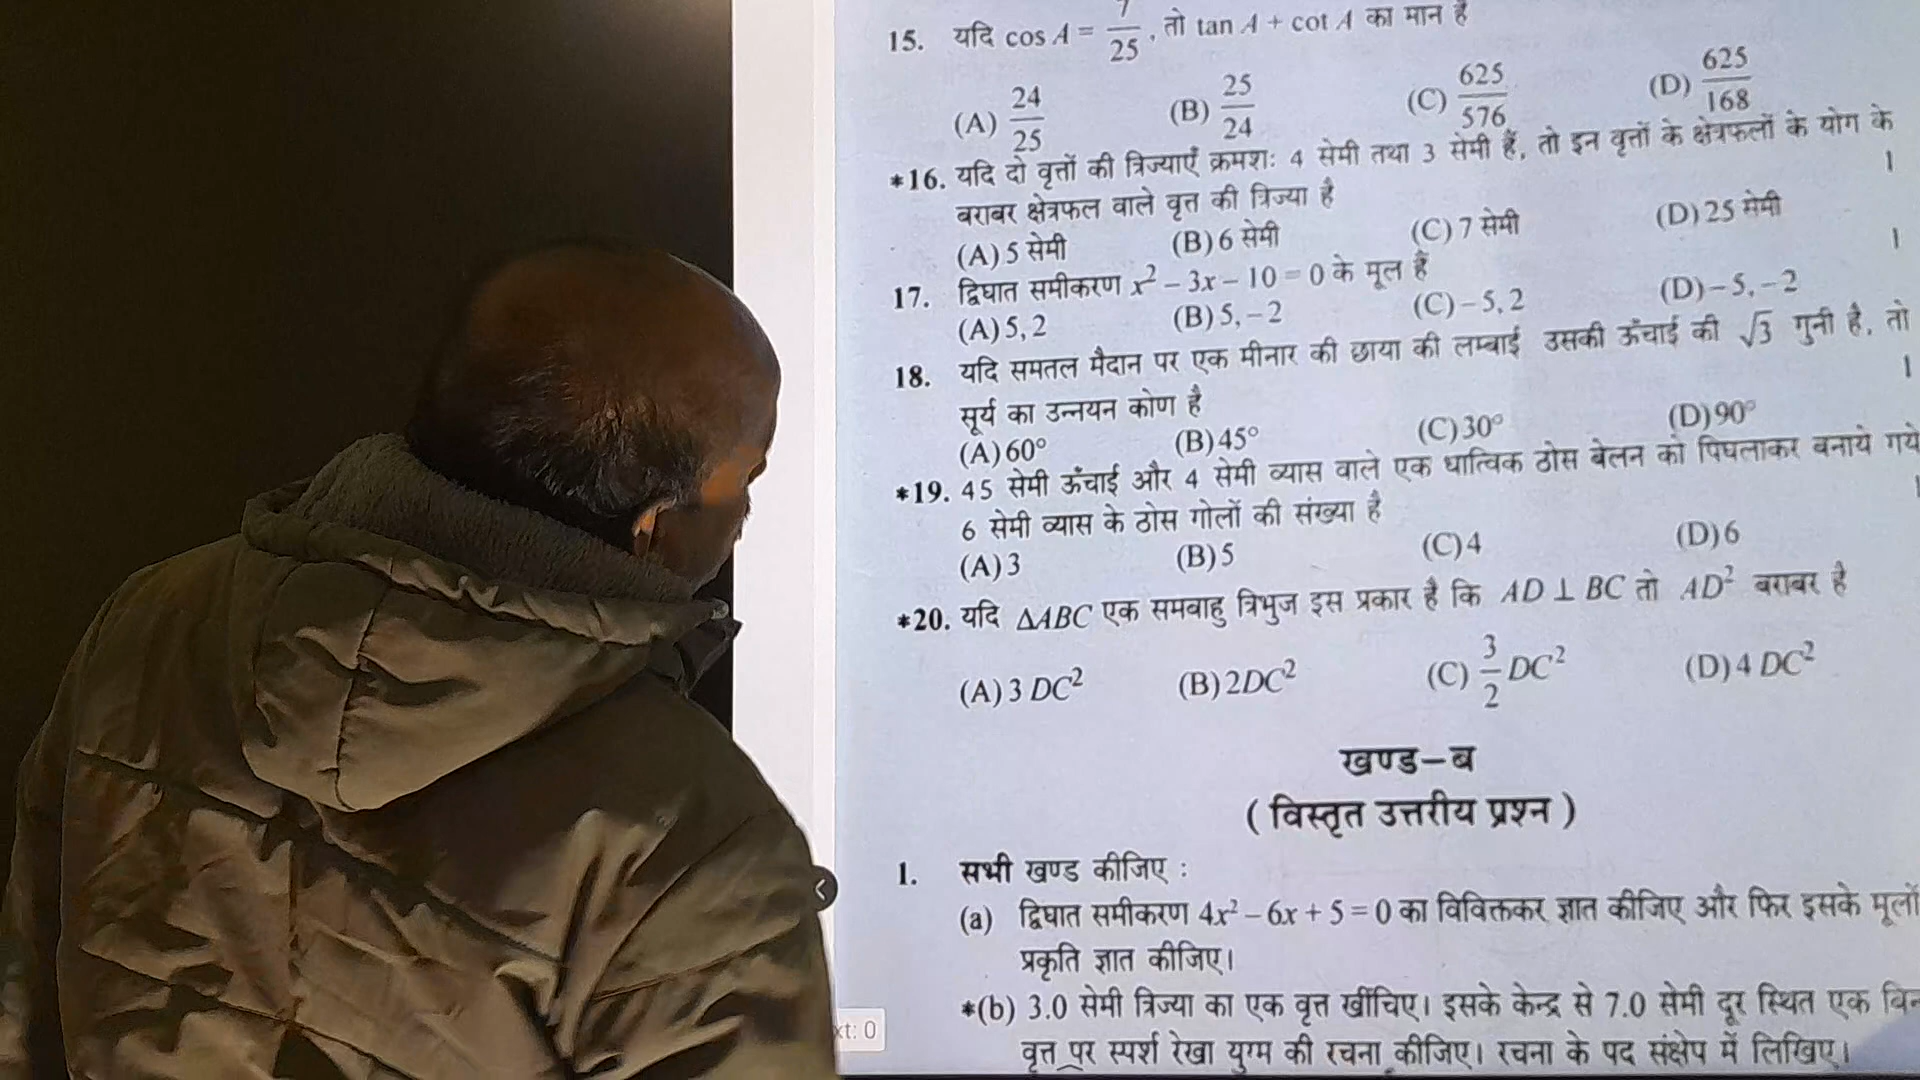 15. यदि cos A = 7/25, तो tan A + cot A का मान है
(A) 24/25 (B) 25/24 (C) 625/576 (D) 625/168
*16. यदि दो वृत्तों की त्रिज्याएँ क्रमशः 4 सेमी तथा 3 सेमी हैं, तो इन वृत्तों के क्षेत्रफलों के योग के
बराबर क्षेत्रफल वाले वृत्त की त्रिज्या है 1
(A) 5 सेमी (B) 6 सेमी (C) 7 सेमी (D) 25 सेमी
17. द्विघात समीकरण x² – 3x – 10 = 0 के मूल हैं 1
(A) 5, 2 (B) 5, – 2 (C) – 5, 2 (D) – 5, – 2
18. यदि समतल मैदान पर एक मीनार की छाया की लम्बाई उसकी ऊँचाई की √3 गुनी है, तो
सूर्य का उन्नयन कोण है 1
(A) 60° (B) 45° (C) 30° (D) 90°
*19. 45 सेमी ऊँचाई और 4 सेमी व्यास वाले एक धात्विक ठोस बेलन को पिघलाकर बनाये गये
6 सेमी व्यास के ठोस गोलों की संख्या है 1
(A) 3 (B) 5 (C) 4 (D) 6
*20. यदि ΔABC एक समबाहु त्रिभुज इस प्रकार है कि AD ⊥ BC तो AD² बराबर है
(A) 3 DC² (B) 2DC² (C) 3/2 DC² (D) 4 DC²
खण्ड–ब
( विस्तृत उत्तरीय प्रश्न )
1. सभी खण्ड कीजिए :
(a) द्विघात समीकरण 4x² – 6x + 5 = 0 का विविक्तकर ज्ञात कीजिए और फिर इसके मूलों
प्रकृति ज्ञात कीजिए।
*(b) 3.0 सेमी त्रिज्या का एक वृत्त खींचिए। इसके केन्द्र से 7.0 सेमी दूर स्थित एक
वृत्त पर स्पर्श रेखा युग्म की रचना कीजिए। रचना के पद संक्षेप में लिखिए।
xt: 0